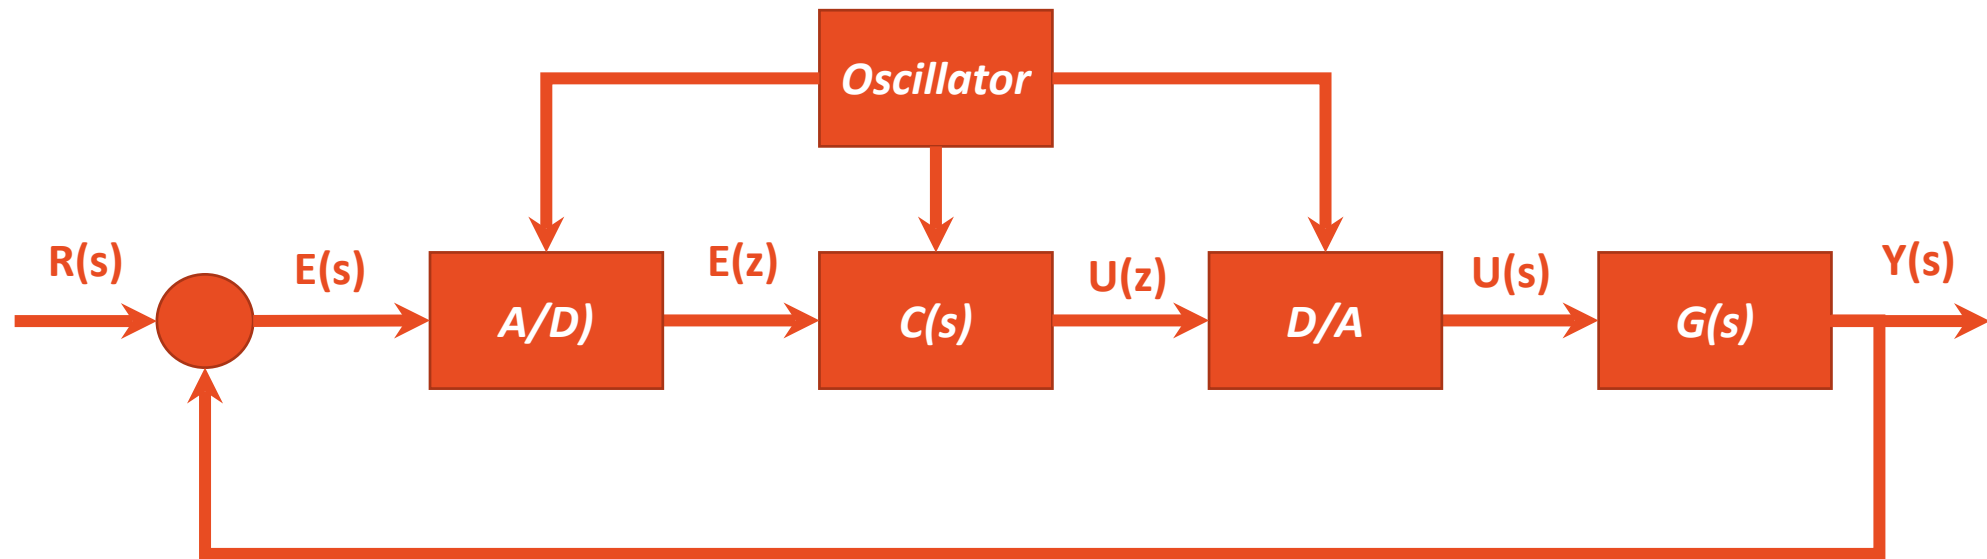 Oscillator
R(s)
E(s)
A/D)
E(z)
C(s)
U(z)
D/A
U(s)
G(s)
Y(s)